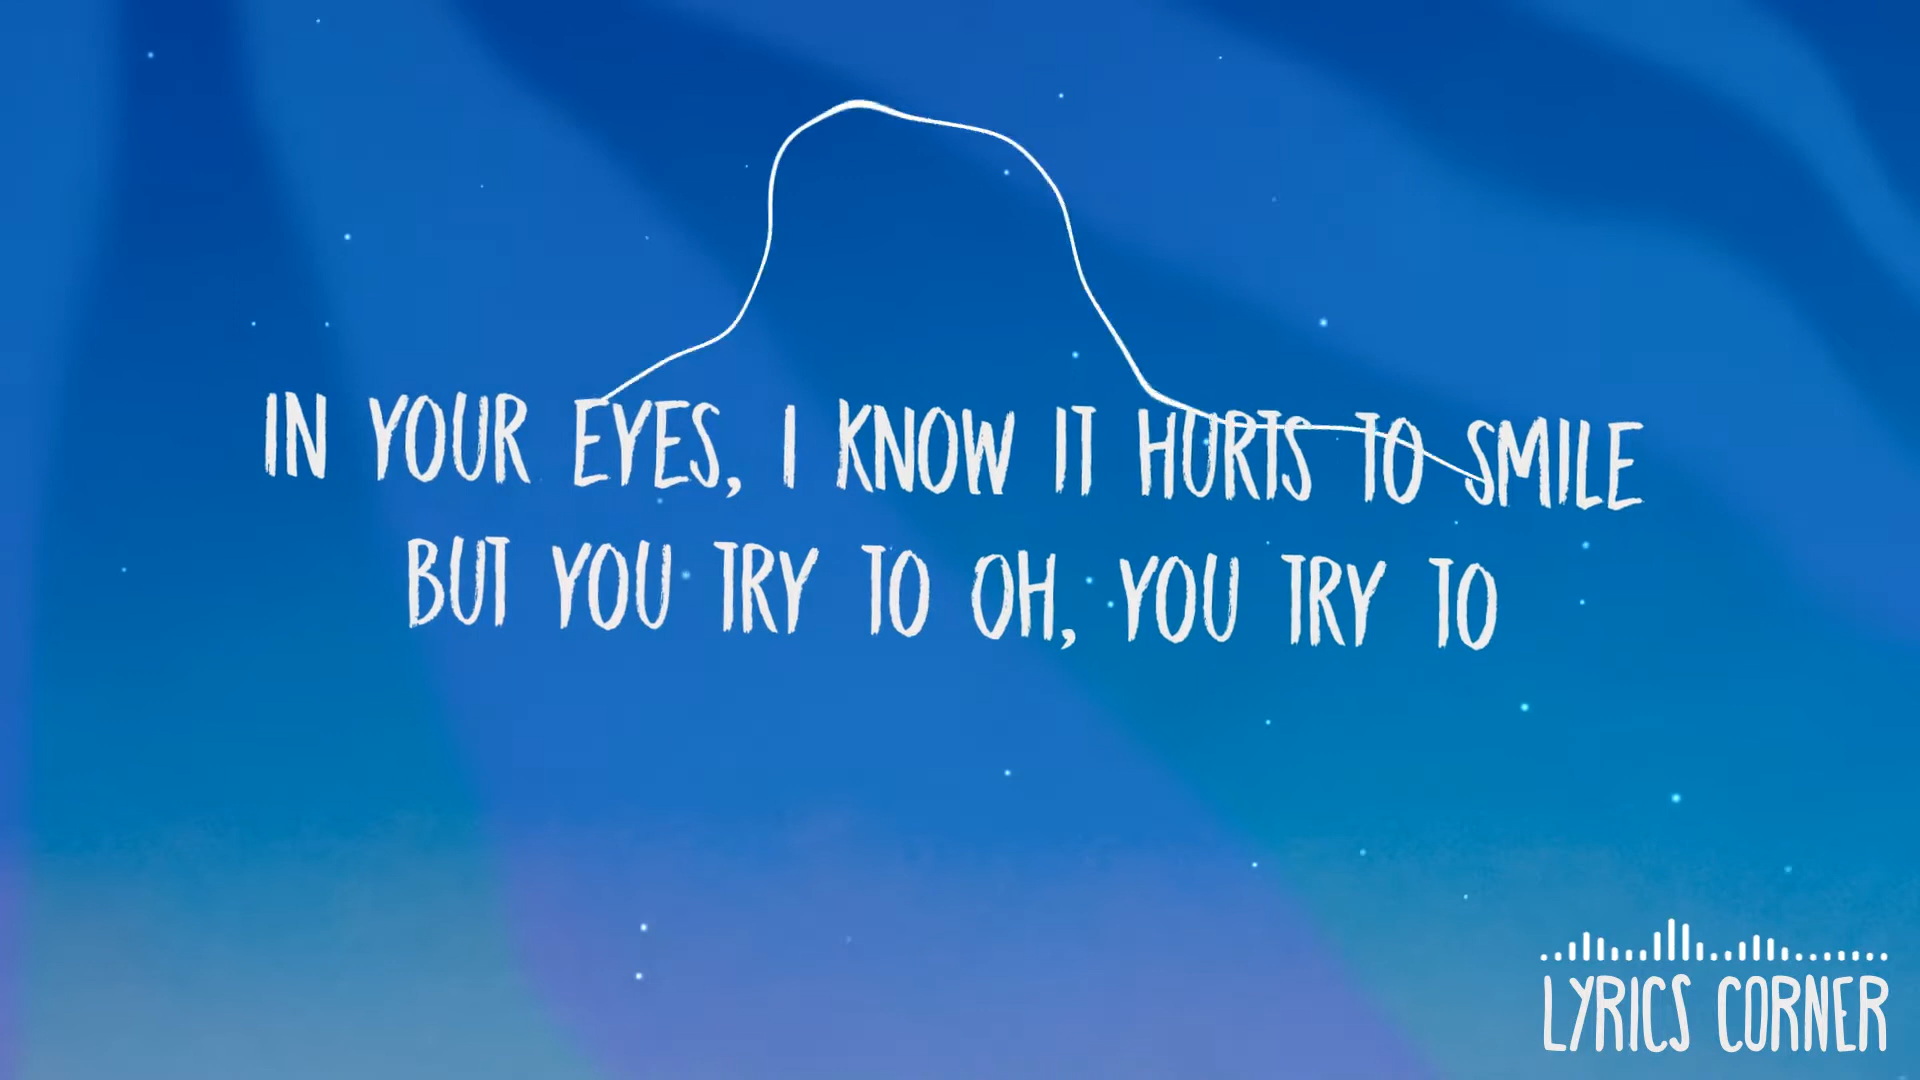 IN YOUR EYES, I KNOW IT HURTS TO SMILE
BUT YOU TRY TO OH, YOU TRY TO
LYRICS CORNER